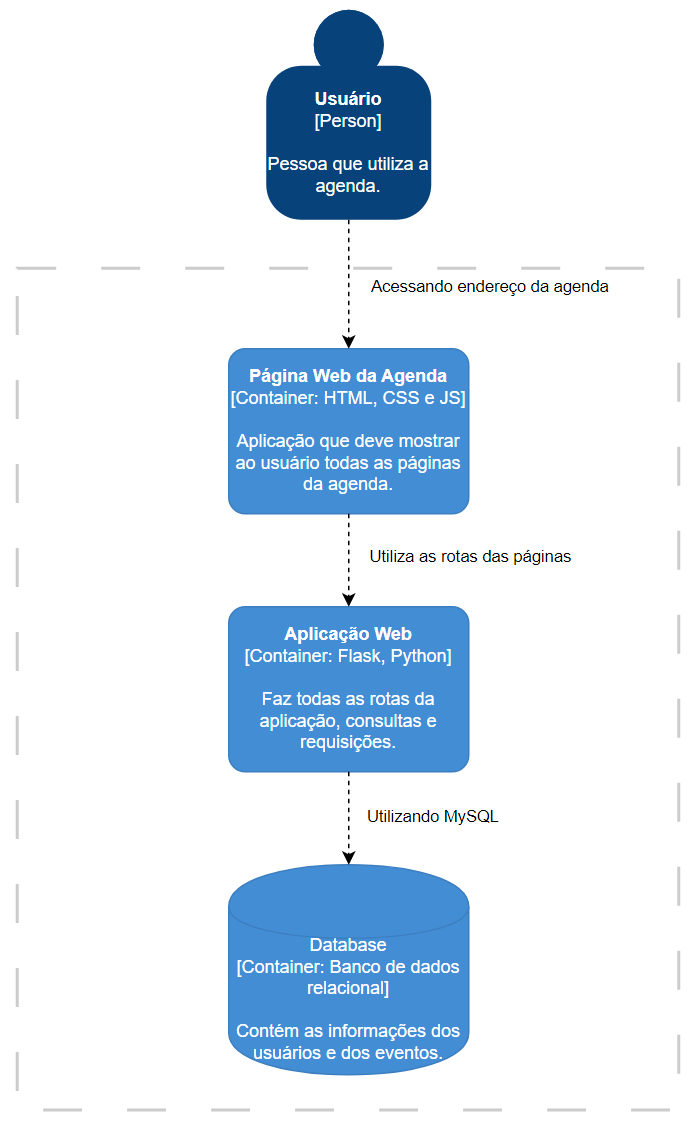 Usuário
[Person]
Pessoa que utiliza a
agenda.
Acessando endereço da agenda
Página Web da Agenda
[Container: HTML, CSS e JS]
Aplicação que deve mostrar
ao usuário todas as páginas
da agenda.
Utiliza as rotas das páginas
Aplicação Web
[Container: Flask, Python]
Faz todas as rotas da
aplicação, consultas e
requisições.
Utilizando MySQL
Database
[Container: Banco de dados
relacional]
Contém as informações dos
usuários e dos eventos.